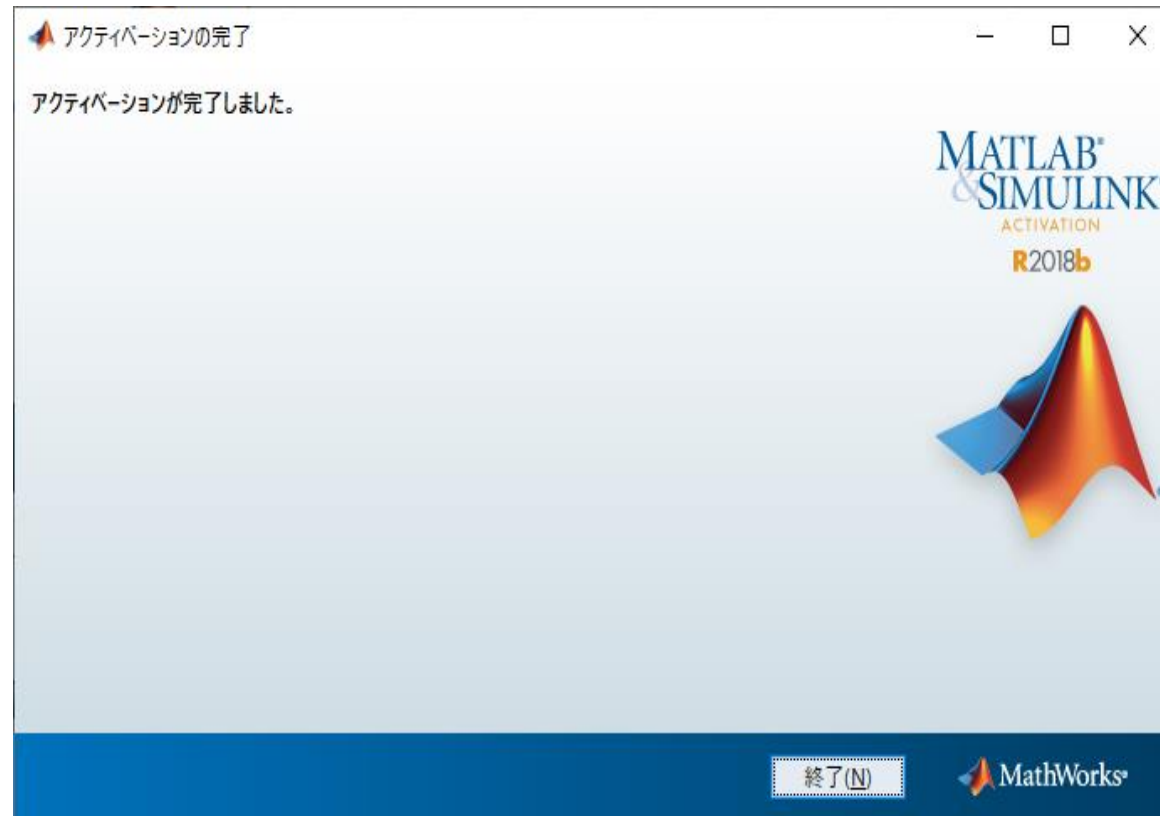 アクティベーションの完了
アクティベーションが完了しました。
MATLAB®
&SIMULINK
ACTIVATION
R2018b
終了(N)
MathWorks®